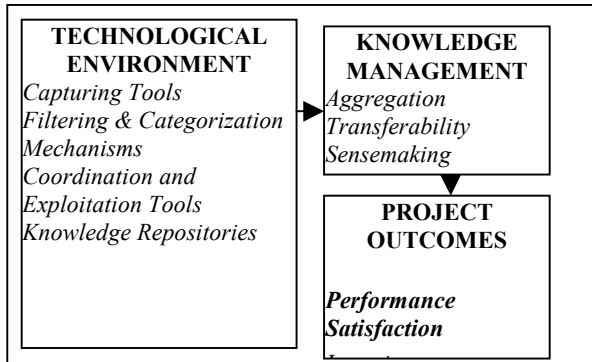 TECHNOLOGICAL
ENVIRONMENT
Capturing Tools
Filtering & Categorization
Mechanisms
Coordination and
Exploitation Tools
Knowledge Repositories
KNOWLEDGE
MANAGEMENT
Aggregation
Transferability
Sensemaking
PROJECT
OUTCOMES
Performance
Satisfaction